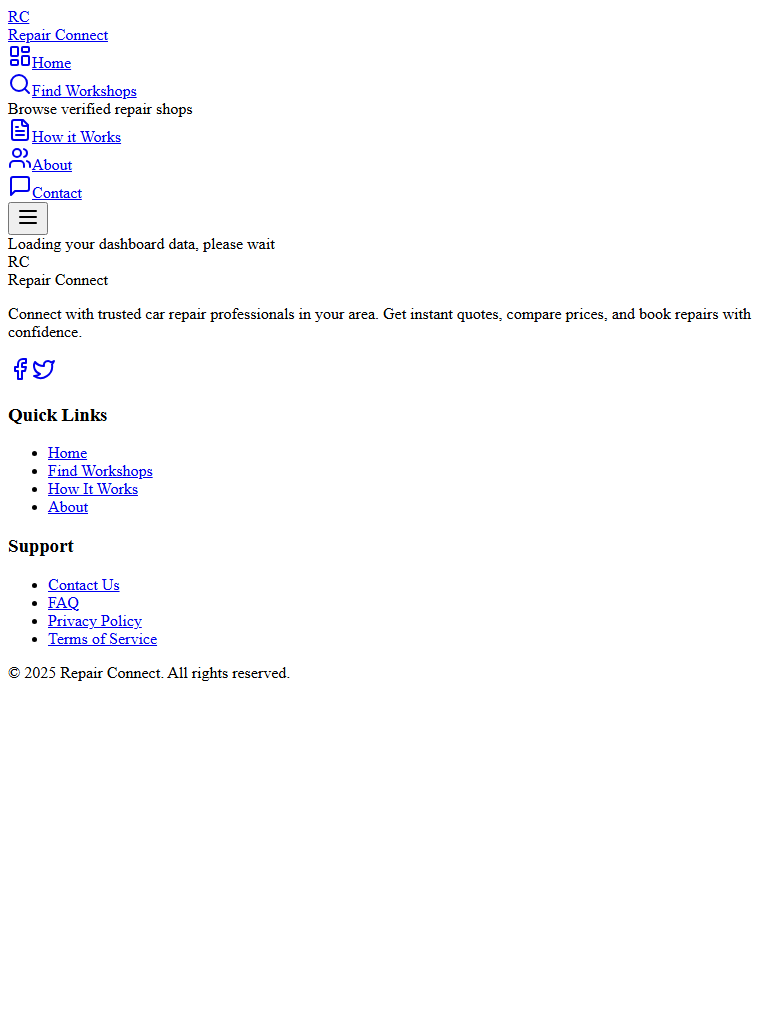 RC
Repair Connect
Home
Find Workshops
Browse verified repair shops
How it Works
About
Contact
Loading your dashboard data, please wait
RC
Repair Connect
Connect with trusted car repair professionals in your area. Get instant quotes, compare prices, and book repairs with
confidence.
Quick Links
Home
Find Workshops
How It Works
About
Support
Contact Us
FAQ
Privacy Policy
Terms of Service
© 2025 Repair Connect. All rights reserved.